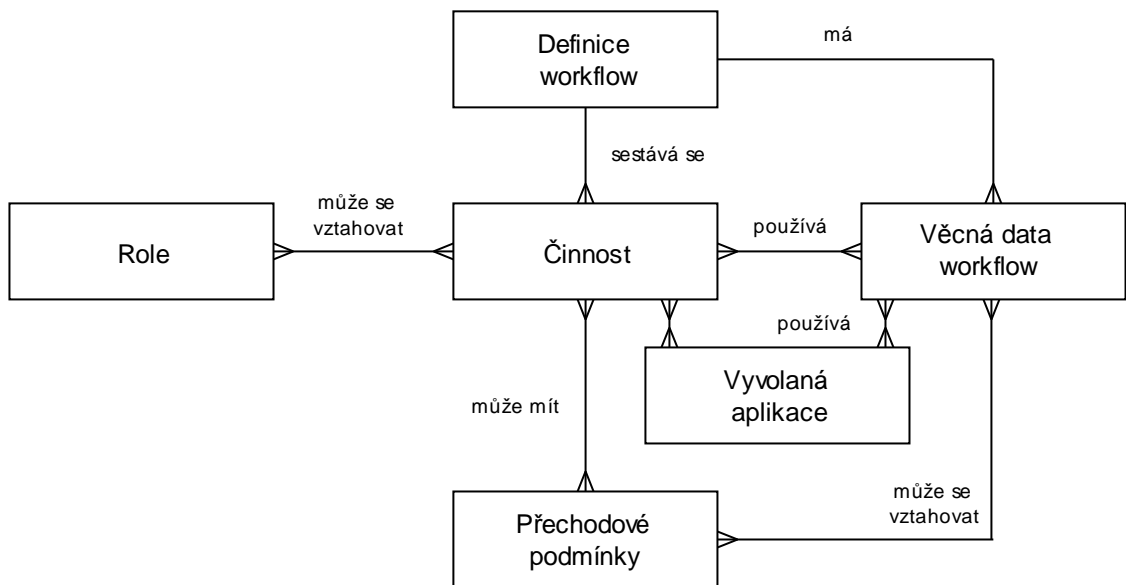 Definice
workflow
má
sestává se
může se
vztahovat
Role
Činnost
používá
Věcná data
workflow
používá
Vyvolaná
aplikace
může mít
může se
vztahovat
Přechodové
podmínky